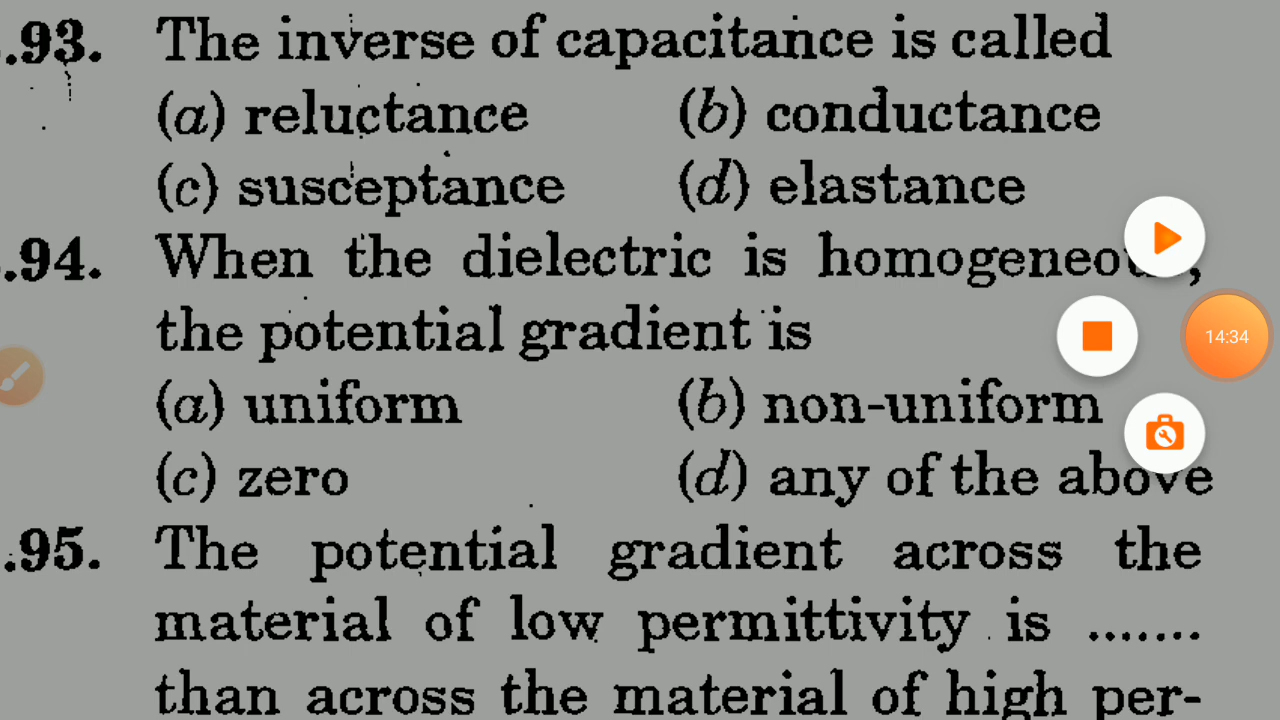 .93. The inverse of capacitance is called
(a) reluctance (b) conductance
(c) susceptance (d) elastance
.94. When the dielectric is
the potential gradient is
14:34
(a) uniform (b) non-uniform
(c) zero (d) any of the above
.95. The potential gradient across the
material of low permittivity is .......
than across the material of high per-